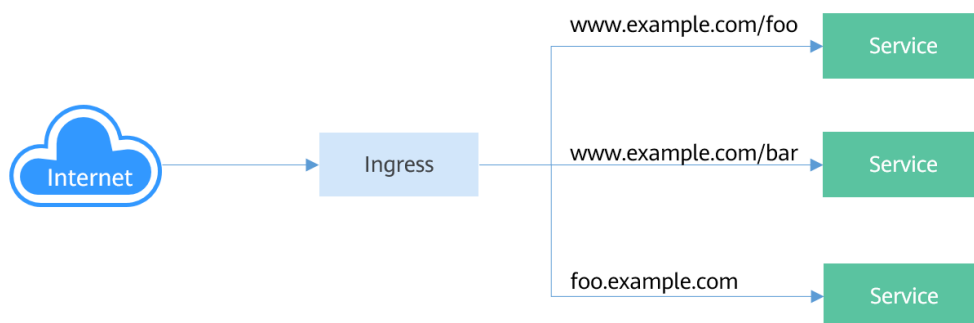 www.example.com/foo
Service
Internet
Ingress
www.example.com/bar
Service
foo.example.com
Service